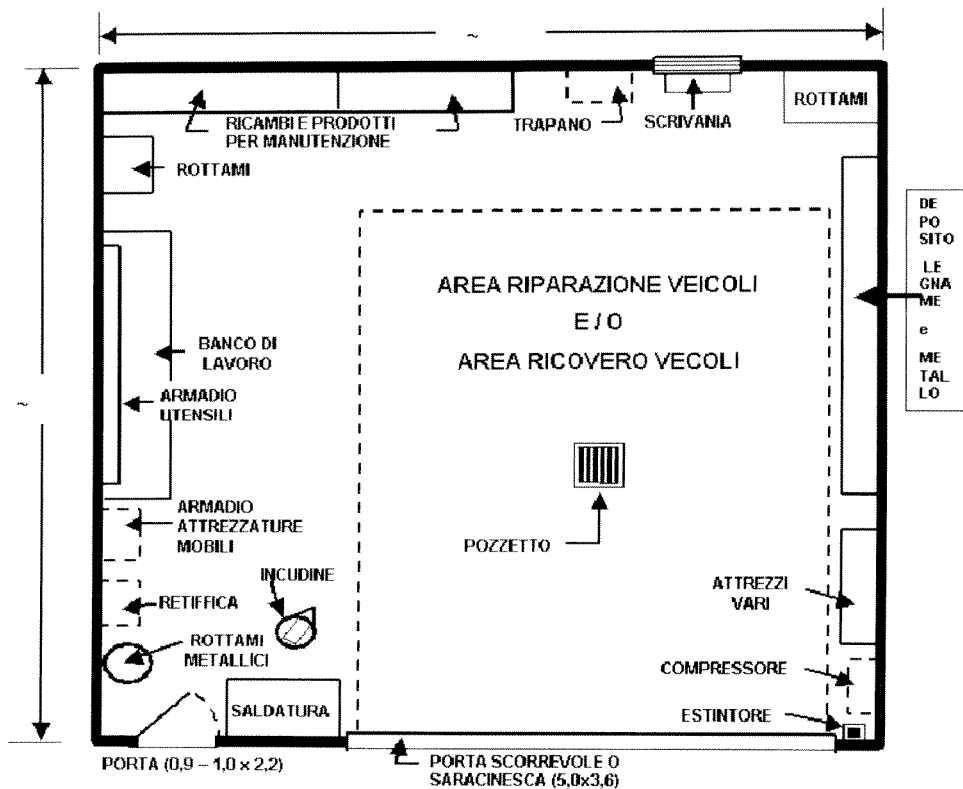 ~
RICAMBI E PRODOTTI
PER MANUTENZIONE
TRAPANO
SCRIVANIA
ROTTAMI
ROTTAMI
DE
PO
SITO
LE
GNA
ME
e
ME
TAL
LO
AREA RIPARAZIONE VEICOLI
E / O
AREA RICOVERO VECOLI
BANCO DI
LAVORO
~
ARMADIO
UTENSILI
ARMADIO
ATTREZZATURE
MOBILI
POZZETTO
INCUDINE
ATTREZZI
VARI
RETIFFICA
ROTTAMI
METALLICI
COMPRESSORE
SALDATURA
ESTINTORE
PORTA (0,9 – 1,0 x 2,2)
PORTA SCORREVOLE O
SARACINESCA (5,0x3,6)